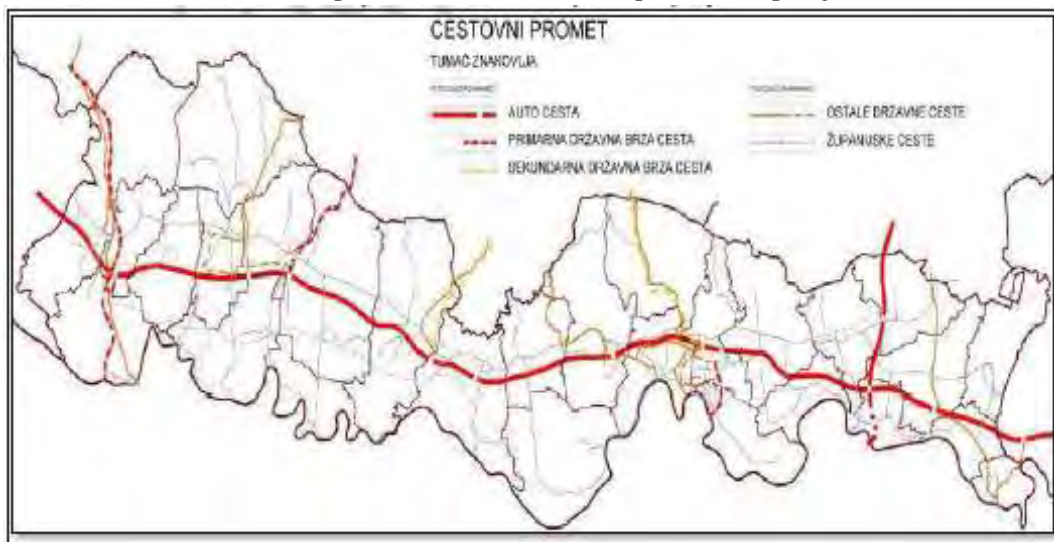 CESTOVNI PROMET
TUMAČ ZNAKOVLJA
AUTO CESTA
PRIMARNA DRŽAVNA BRZA CESTA
SEKUNDARNA DRŽAVNA BRZA CESTA
OSTALE DRŽAVNE CESTE
ŽUPANIJSKE CESTE